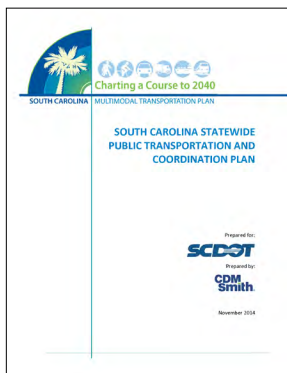 Charting a Course to 2040
SOUTH CAROLINA MULTIMODAL TRANSPORTATION PLAN
SOUTH CAROLINA STATEWIDE
PUBLIC TRANSPORTATION AND
COORDINATION PLAN
Prepared for:
SCDOT
Prepared by:
CDM
Smith
November 2014